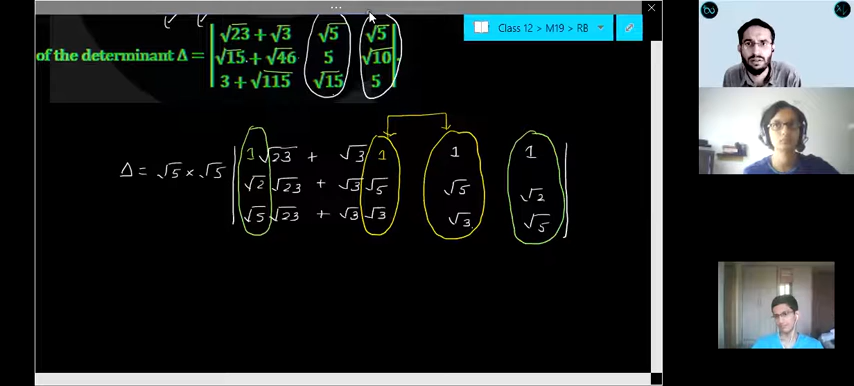 Class 12 > M19 > RB
of the determinant Δ = | √23 + √3 √5 √5 |
√15 + √46 5 √10 .
3 + √115 √15 5
Δ = √5 × √5 | 1 √23 + √3 1 1 1 |
√2 √23 + √3 √5 √5 √2
√5 √23 + √3 √3 √3 √5